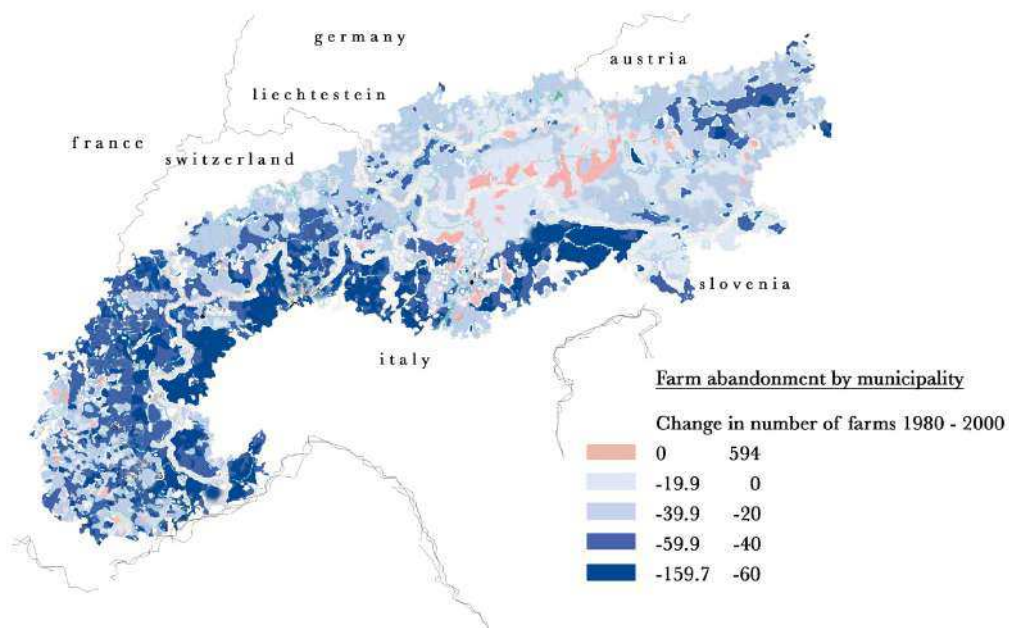 germany
austria
liechtestein
france
switzerland
slovenia
italy
Farm abandonment by municipality
Change in number of farms 1980 - 2000
0 594
-19.9 0
-39.9 -20
-59.9 -40
-159.7 -60